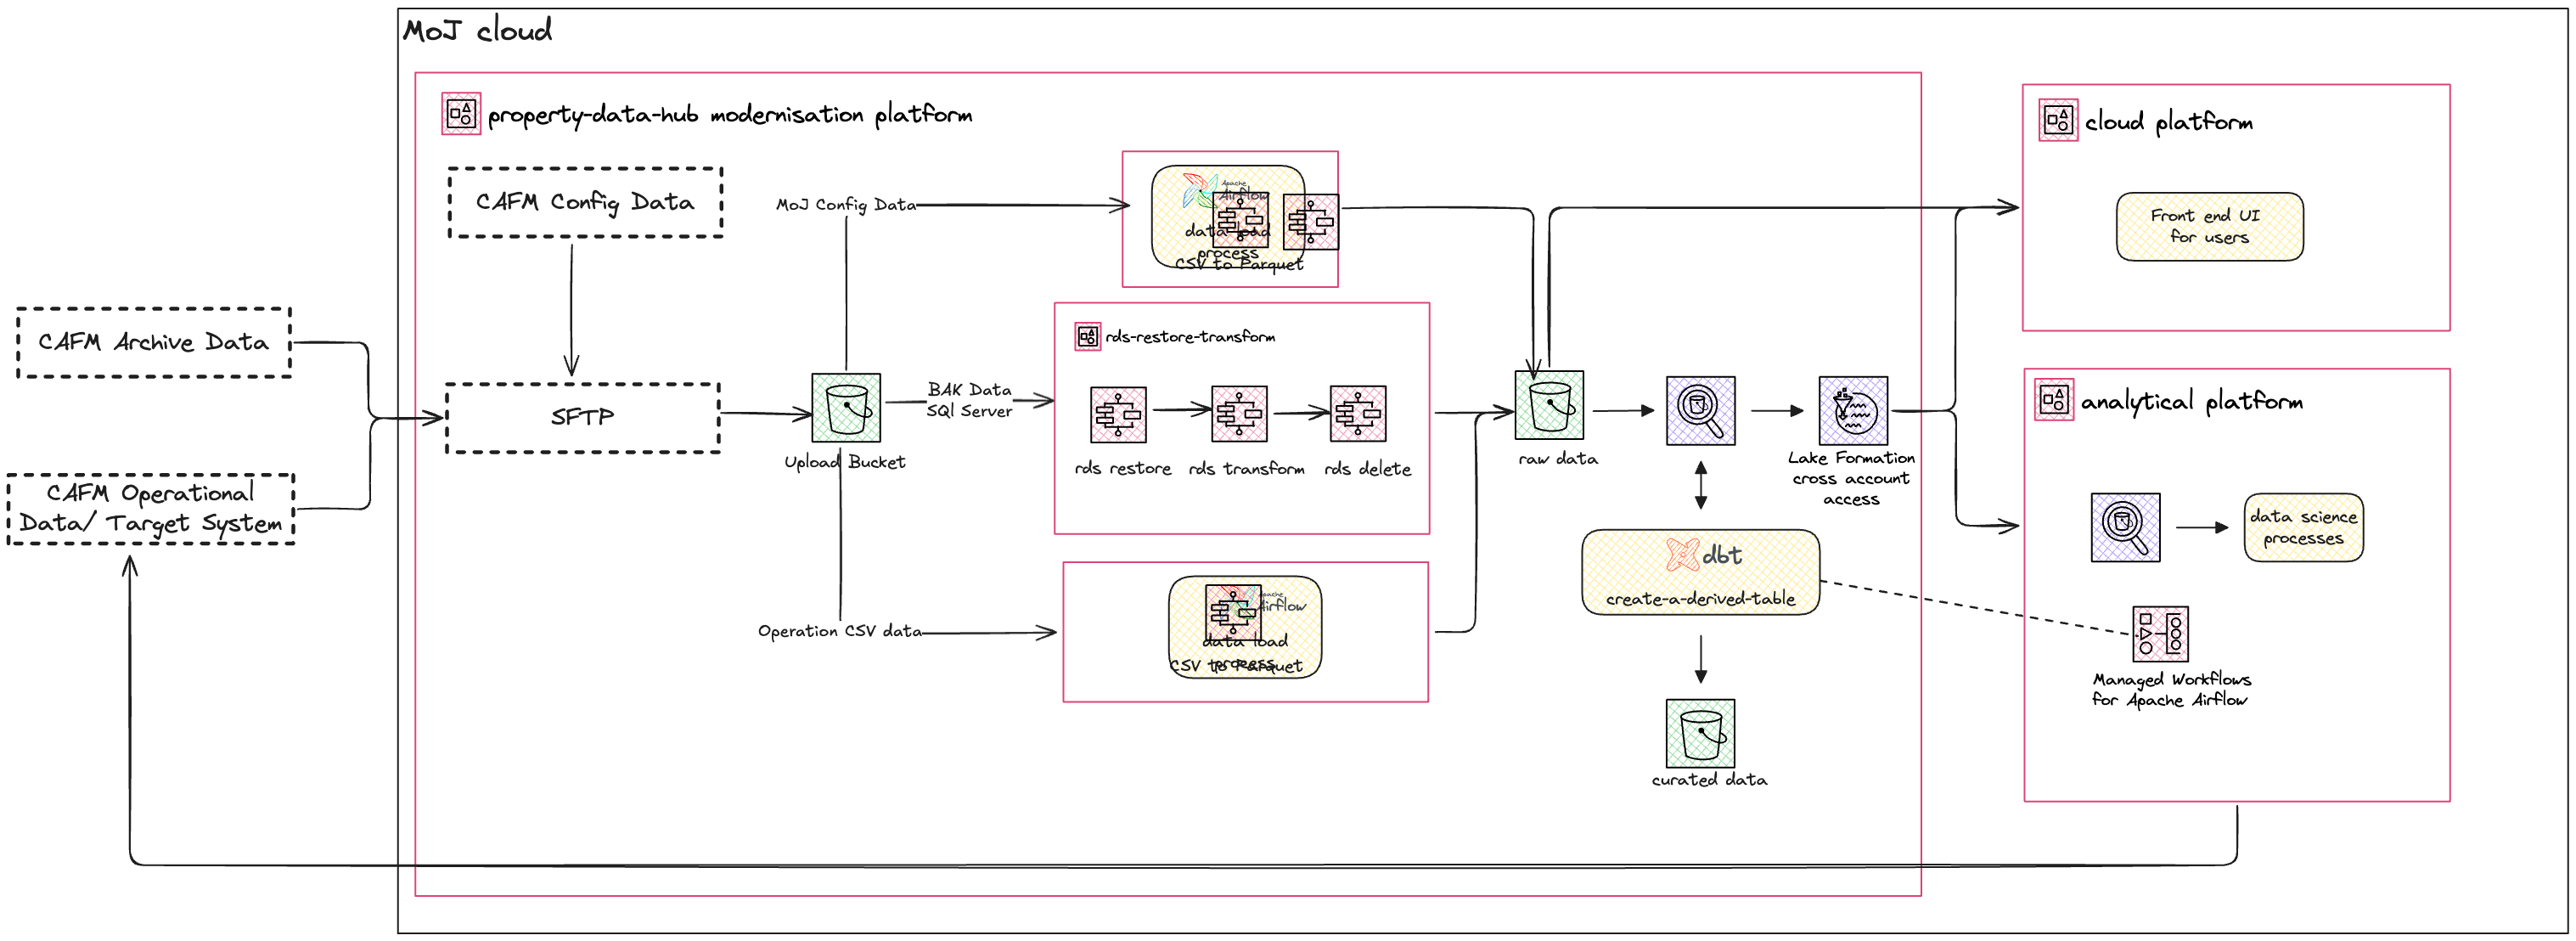 MoJ cloud
property-data-hub modernisation platform
CAFM Config Data
CAFM Archive Data
CAFM Operational
Data/ Target System
SFTP
Upload Bucket
MoJ Config Data
BAK Data
SQl Server
Operation CSV data
Apache
Airflow
data load
process
CSV to Parquet
rds-restore-transform
rds restore
rds transform
rds delete
Apache
Airflow
data load
process
CSV to Parquet
raw data
Lake Formation
cross account
access
dbt
create-a-derived-table
curated data
cloud platform
Front end UI
for users
analytical platform
data science
processes
Managed Workflows
for Apache Airflow